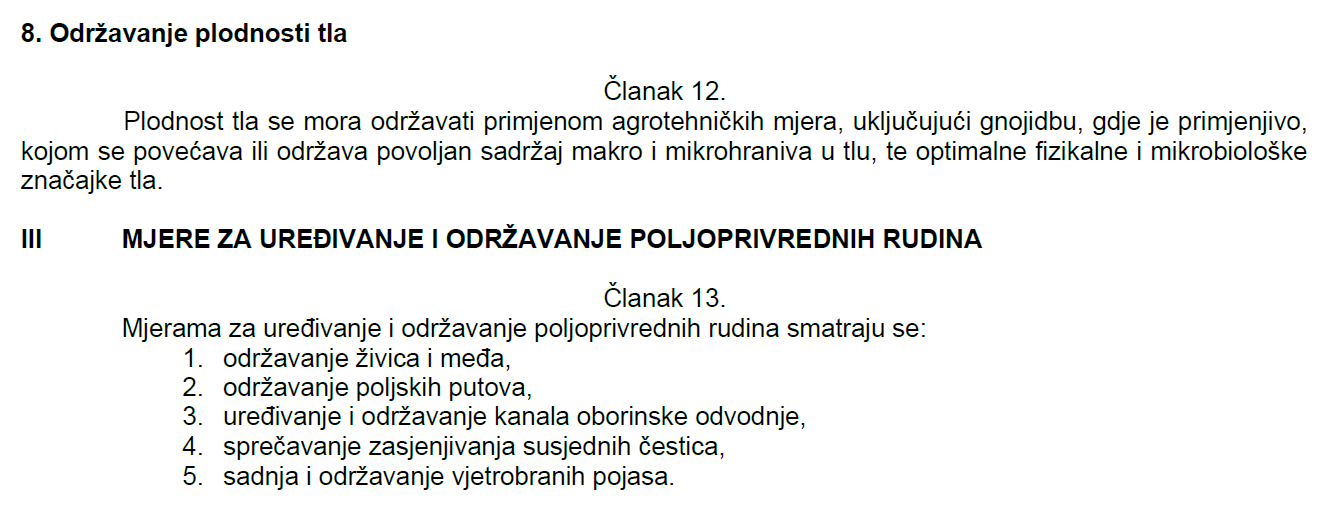 8. Održavanje plodnosti tla
Članak 12.
Plodnost tla se mora održavati primjenom agrotehničkih mjera, uključujući gnojidbu, gdje je primjenjivo,
kojom se povećava ili održava povoljan sadržaj makro i mikrohraniva u tlu, te optimalne fizikalne i mikrobiološke
značajke tla.
III MJERE ZA UREĐIVANJE I ODRŽAVANJE POLJOPRIVREDNIH RUDINA
Članak 13.
Mjerama za uređivanje i održavanje poljoprivrednih rudina smatraju se:
1. održavanje živica i međa,
2. održavanje poljskih putova,
3. uređivanje i održavanje kanala oborinske odvodnje,
4. sprečavanje zasjenjivanja susjednih čestica,
5. sadnja i održavanje vjetrobranih pojasa.